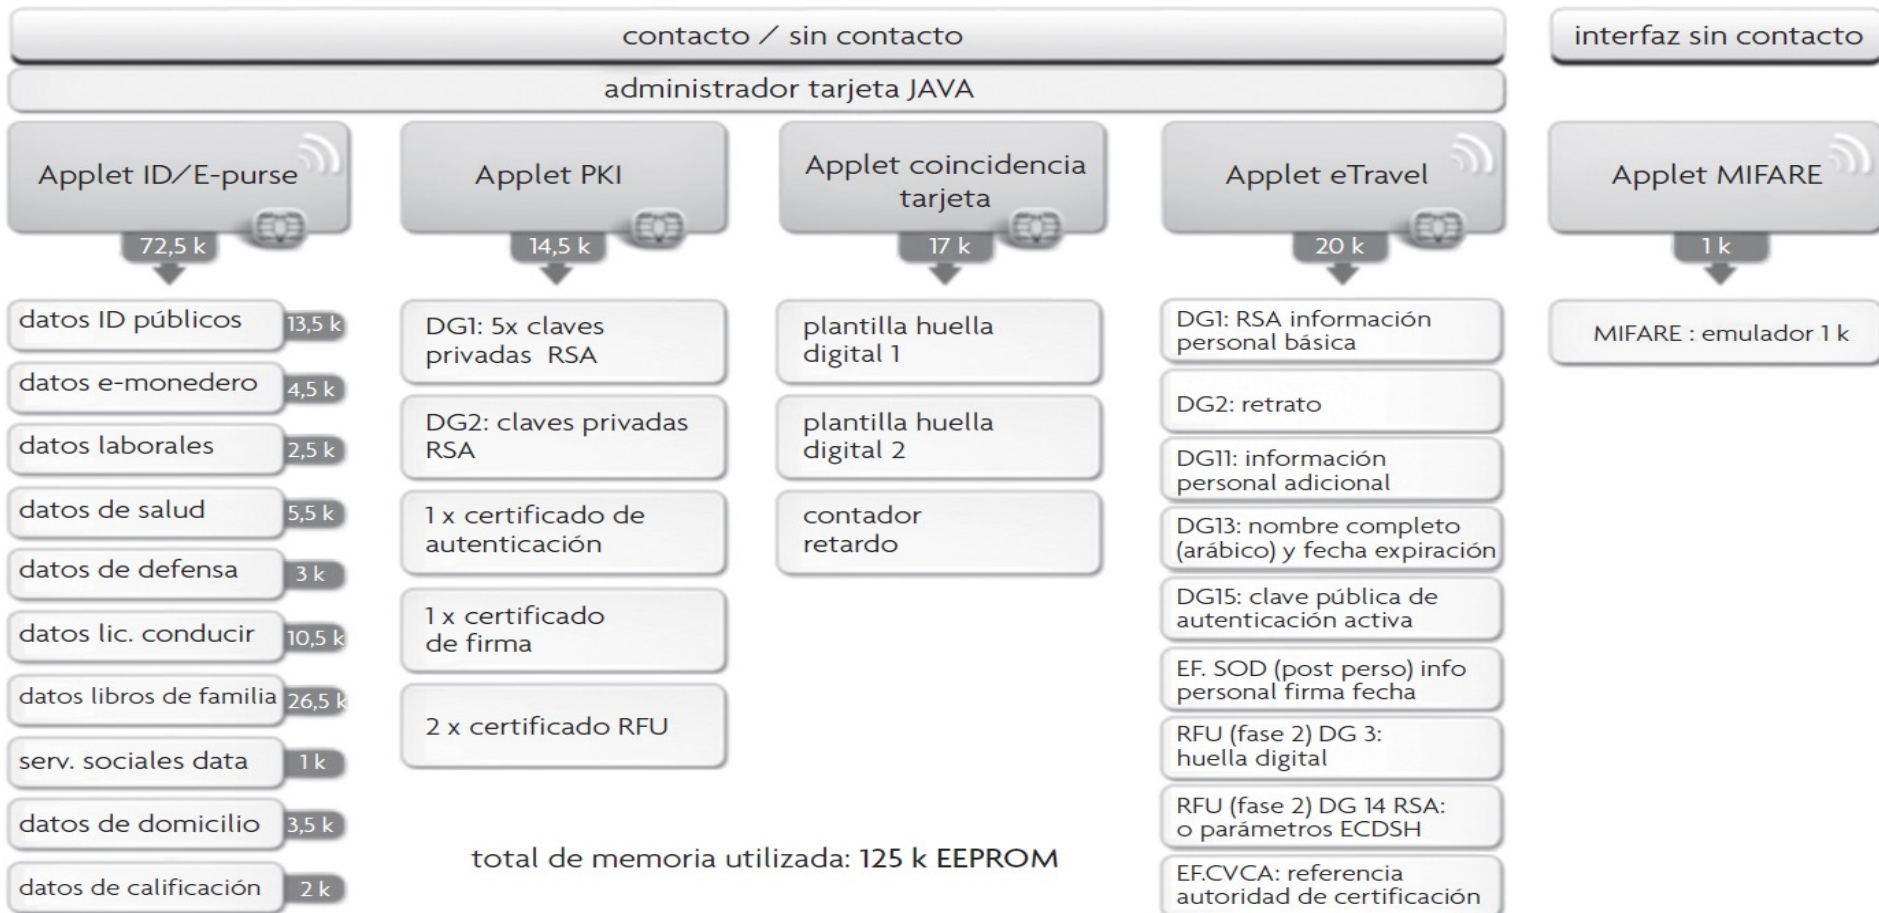 contacto / sin contacto
interfaz sin contacto
administrador tarjeta JAVA
Applet ID/E-purse
72,5 k
datos ID públicos
13,5 k
datos e-monedero
4,5 k
datos laborales
2,5 k
datos de salud
5,5 k
datos de defensa
3 k
datos lic. conducir
10,5 k
datos libros de familia
26,5 k
serv. sociales data
1 k
datos de domicilio
3,5 k
datos de calificación
2 k
Applet PKI
14,5 k
DG1: 5x claves
privadas RSA
DG2: claves privadas
RSA
1 x certificado de
autenticación
1 x certificado
de firma
2 x certificado RFU
Applet coincidencia
tarjeta
17 k
plantilla huella
digital 1
plantilla huella
digital 2
contador
retardo
Applet eTravel
20 k
DG1: RSA información
personal básica
DG2: retrato
DG11: información
personal adicional
DG13: nombre completo
(arábico) y fecha expiración
DG15: clave pública de
autenticación activa
EF. SOD (post perso) info
personal firma fecha
RFU (fase 2) DG 3:
huella digital
RFU (fase 2) DG 14 RSA:
o parámetros ECDSH
EF.CVCA: referencia
autoridad de certificación
Applet MIFARE
1 k
MIFARE : emulador 1 k
total de memoria utilizada: 125 k EEPROM